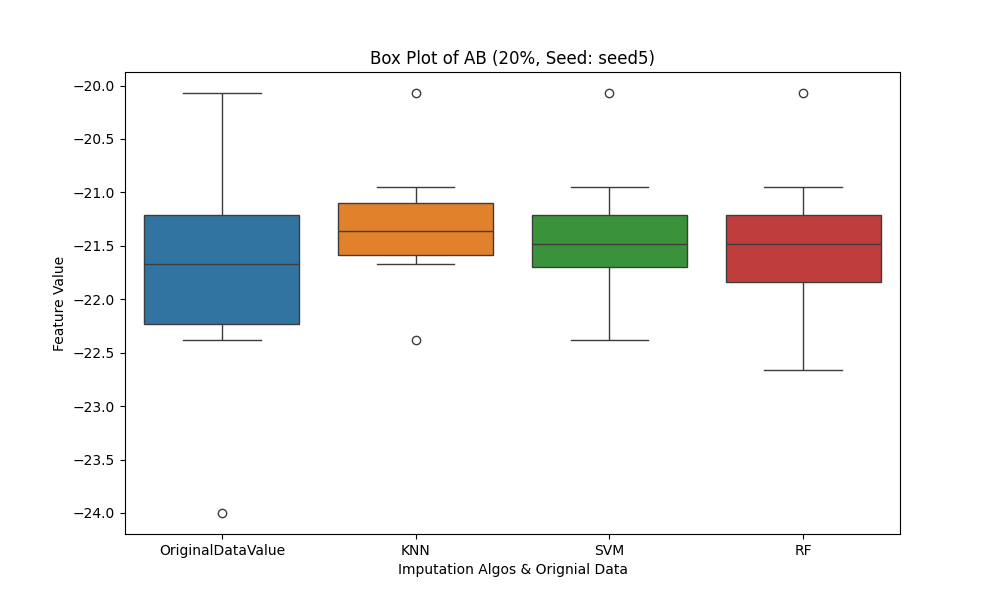 Box Plot of AB (20%, Seed: seed5)
−20.0
−20.5
−21.0
−21.5
−22.0
−22.5
−23.0
−23.5
−24.0
Feature Value
OriginalDataValue KNN SVM RF
Imputation Algos & Orignial Data